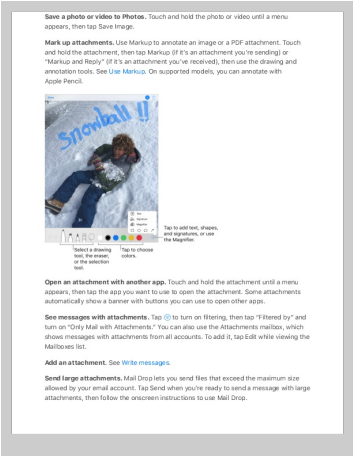 Save a photo or video to Photos. Touch and hold the photo or video until a menu
appears, then tap Save Image.
Mark up attachments. Use Markup to annotate an image or a PDF attachment. Touch
and hold the attachment, then tap Markup (if it's an attachment you're sending) or
"Markup and Reply" (if it's an attachment you've received), then use the drawing and
annotation tools. See Use Markup. On supported models, you can annotate with
Apple Pencil.
Snowball!!
Text
Signature
Magnifier
Tap to add text, shapes,
and signatures, or use
the Magnifier.
Select a drawing
tool, the eraser,
or the selection
tool.
Tap to choose
colors.
Open an attachment with another app. Touch and hold the attachment until a menu
appears, then tap the app you want to use to open the attachment. Some attachments
automatically show a banner with buttons you can use to open other apps.
See messages with attachments. Tap to turn on filtering, then tap "Filtered by" and
turn on "Only Mail with Attachments." You can also use the Attachments mailbox, which
shows messages with attachments from all accounts. To add it, tap Edit while viewing the
Mailboxes list.
Add an attachment. See Write messages.
Send large attachments. Mail Drop lets you send files that exceed the maximum size
allowed by your email account. Tap Send when you're ready to send a message with large
attachments, then follow the onscreen instructions to use Mail Drop.